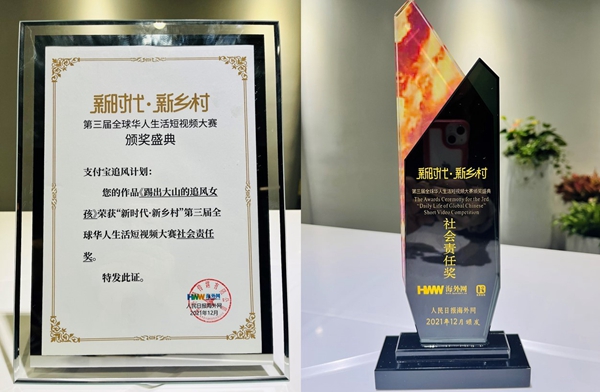 新时代·新乡村
第三届全球华人生活短视频大赛
颁奖盛典
支付宝追风计划：
您的作品《踢出大山的追风女
孩》荣获“新时代·新乡村”第三届全
球华人生活短视频大赛社会责任
奖。
特发此证。
HWW 海外网
人民日报海外网
2021年12月
新时代·新乡村
第三届全球华人生活短视频大赛颁奖盛典
The Awards Ceremony for the 3rd
"Daily Life of Global Chinese"
Short Video Competition
社会责任奖
HWW 海外网
人民日报海外网
2021年12月颁发